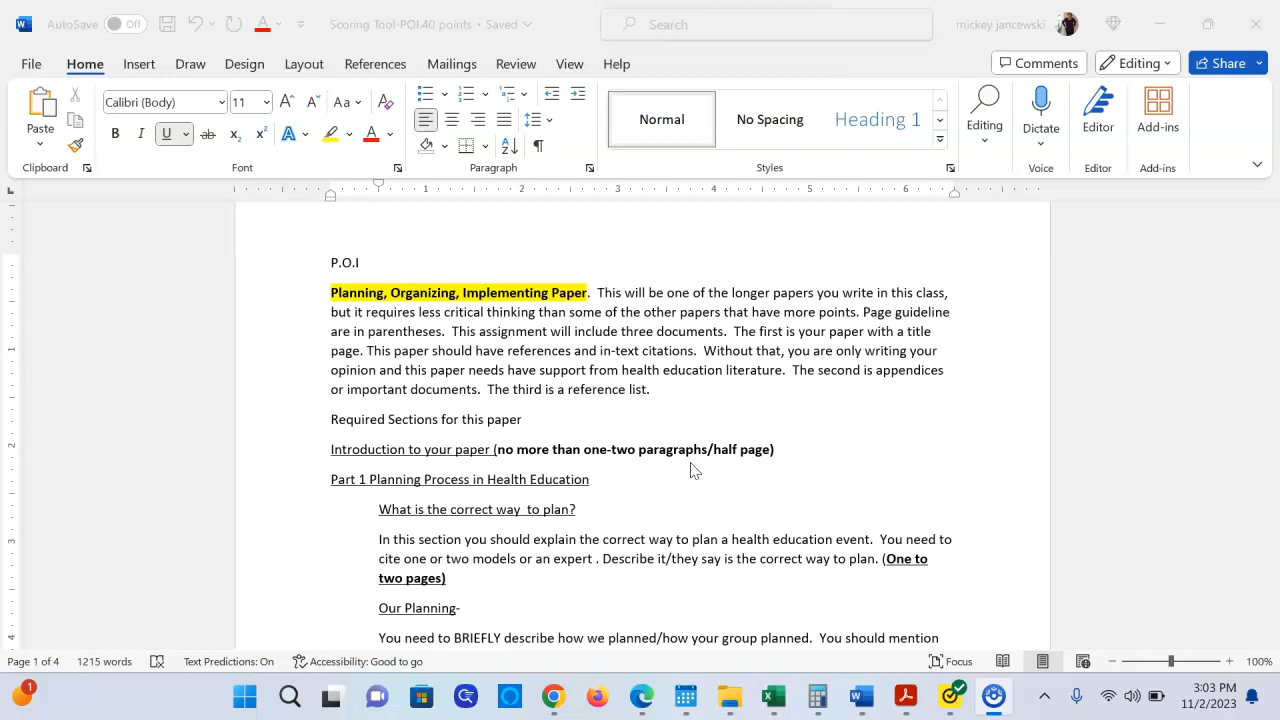 AutoSave Off Scoring Tool-POI.40 points • Saved Search mickey jancewski
File Home Insert Draw Design Layout References Mailings Review View Help Comments Editing Share
Paste Calibri (Body) 11 Aa Normal No Spacing Heading 1 Editing Dictate Editor Add-ins
Clipboard Font Paragraph Styles Voice Editor Add-ins
1 2 3 4 5 6
P.O.I
Planning, Organizing, Implementing Paper.  This will be one of the longer papers you write in this class,
but it requires less critical thinking than some of the other papers that have more points. Page guideline
are in parentheses.  This assignment will include three documents.  The first is your paper with a title
page. This paper should have references and in-text citations.  Without that, you are only writing your
opinion and this paper needs have support from health education literature.  The second is appendices
or important documents.  The third is a reference list.
Required Sections for this paper
Introduction to your paper (no more than one-two paragraphs/half page)
Part 1 Planning Process in Health Education
What is the correct way  to plan?
In this section you should explain the correct way to plan a health education event.  You need to
cite one or two models or an expert . Describe it/they say is the correct way to plan. (One to
two pages)
Our Planning-
You need to BRIEFLY describe how we planned/how your group planned.  You should mention
Page 1 of 4 1215 words Text Predictions: On Accessibility: Good to go Focus 100%
1 3:03 PM
11/2/2023